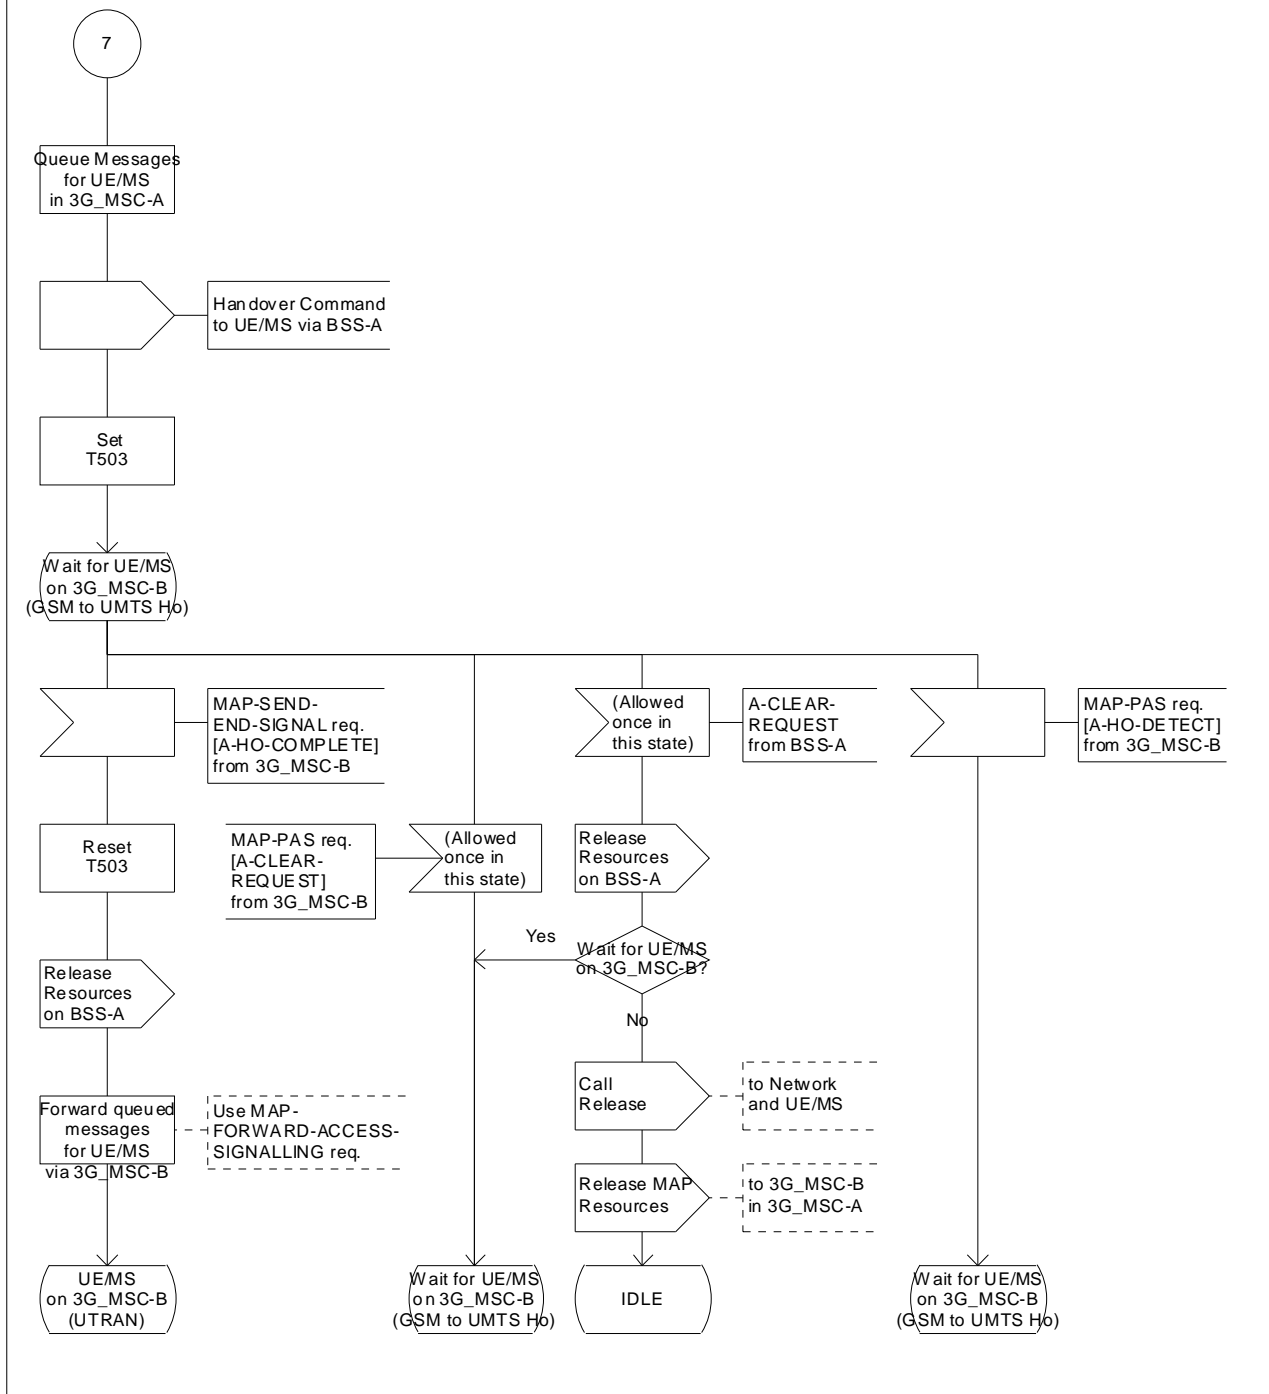 7
Queue Messages
for UE/MS
in 3G_MSC-A
Handover Command
to UE/MS via BSS-A
Set
T503
Wait for UE/MS
on 3G_MSC-B
(GSM to UMTS Ho)
MAP-SEND-
END-SIGNAL req.
[A-HO-COMPLETE]
from 3G_MSC-B
(Allowed
once in
this state)
A-CLEAR-
REQUEST
from BSS-A
MAP-PAS req.
[A-HO-DETECT]
from 3G_MSC-B
Reset
T503
MAP-PAS req.
[A-CLEAR-
REQUEST]
from 3G_MSC-B
(Allowed
once in
this state)
Release
Resources
on BSS-A
Yes
Wait for UE/MS
on 3G_MSC-B?
No
Release
Resources
on BSS-A
Call
Release
to Network
and UE/MS
Forward queued
messages
for UE/MS
via 3G_MSC-B
Use MAP-
FORWARD-ACCESS-
SIGNALLING req.
Release MAP
Resources
to 3G_MSC-B
in 3G_MSC-A
UE/MS
on 3G_MSC-B
(UTRAN)
Wait for UE/MS
on 3G_MSC-B
(GSM to UMTS Ho)
IDLE
Wait for UE/MS
on 3G_MSC-B
(GSM to UMTS Ho)